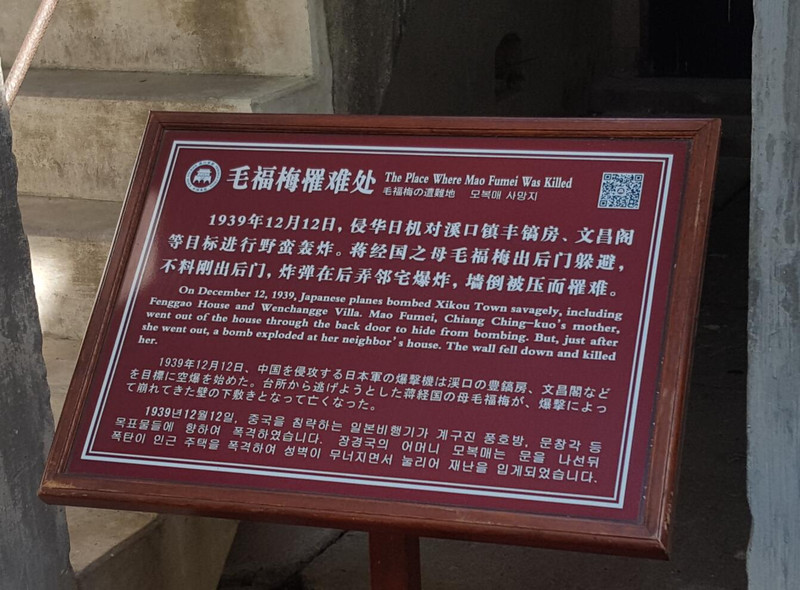 毛福梅罹难处 The Place Where Mao Fumei Was Killed
毛福梅の遭難地 모복매 사망지
1939年12月12日，侵华日机对溪口镇丰镐房、文昌阁
等目标进行野蛮轰炸。蒋经国之母毛福梅出后门躲避，
不料刚出后门，炸弹在后弄邻宅爆炸，墙倒被压而罹难。
On December 12, 1939, Japanese planes bombed Xikou Town savagely, including
Fenggao House and Wenchangge Villa. Mao Fumei, Chiang Ching-kuo's mother,
went out of the house through the back door to hide from bombing. But, just after
she went out, a bomb exploded at her neighbor's house. The wall fell down and killed
her.
1939年12月12日、中国を侵攻する日本軍の爆撃機は渓口の豊鎬房、文昌閣など
を目標に空爆を始めた。台所から逃げようとした蒋経国の母毛福梅が、爆撃によっ
て崩れてきた壁の下敷きとなって亡くなった。
1939년12월12일, 중국을 침략하는 일본비행기가 계구진 풍호방, 문창각 등
목표물들에 향하여 폭격하였습니다. 장경국의 어머니 모복매는 문을 나선뒤
폭탄이 인근 주택을 폭격하여 성벽이 무너지면서 눌리어 재난을 입게되었습니다.